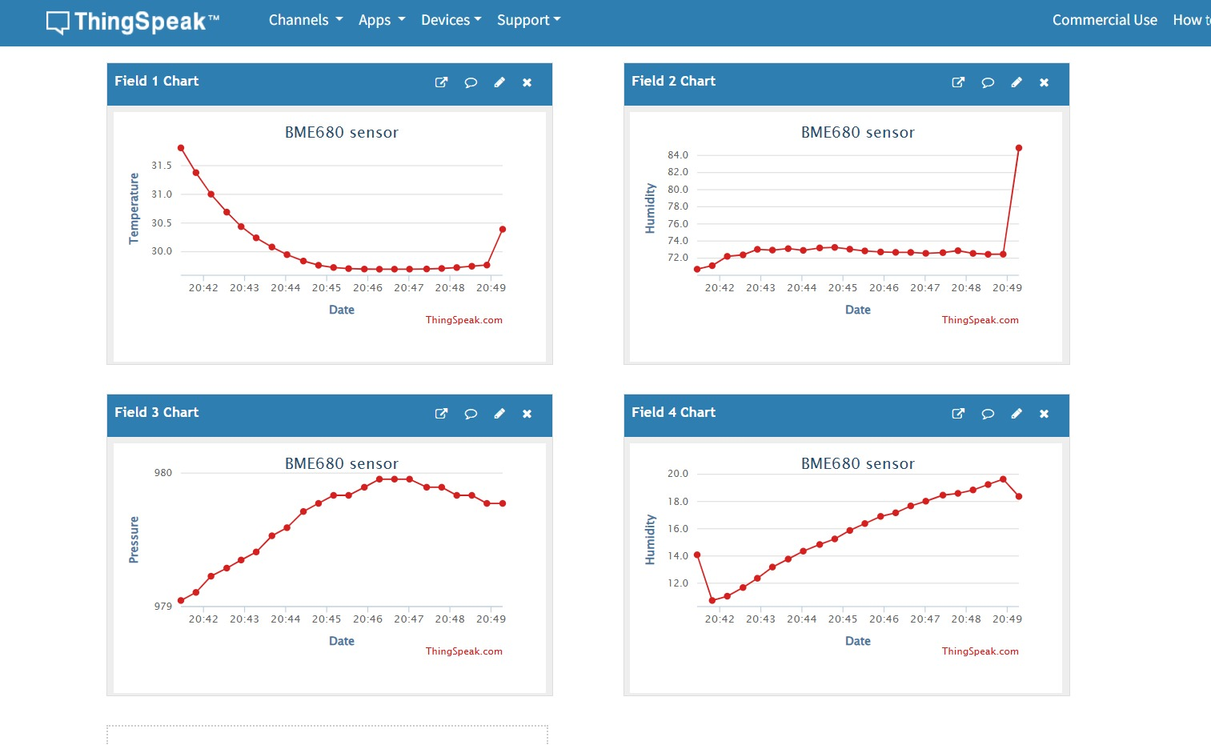 ThingSpeak™ Channels Apps Devices Support Commercial Use How to
Field 1 Chart
BME680 sensor
Temperature
31.5
31.0
30.5
30.0
20:42 20:43 20:44 20:45 20:46 20:47 20:48 20:49
Date
ThingSpeak.com
Field 2 Chart
BME680 sensor
Humidity
84.0
82.0
80.0
78.0
76.0
74.0
72.0
20:42 20:43 20:44 20:45 20:46 20:47 20:48 20:49
Date
ThingSpeak.com
Field 3 Chart
BME680 sensor
Pressure
980
979
20:42 20:43 20:44 20:45 20:46 20:47 20:48 20:49
Date
ThingSpeak.com
Field 4 Chart
BME680 sensor
Humidity
20.0
18.0
16.0
14.0
12.0
20:42 20:43 20:44 20:45 20:46 20:47 20:48 20:49
Date
ThingSpeak.com